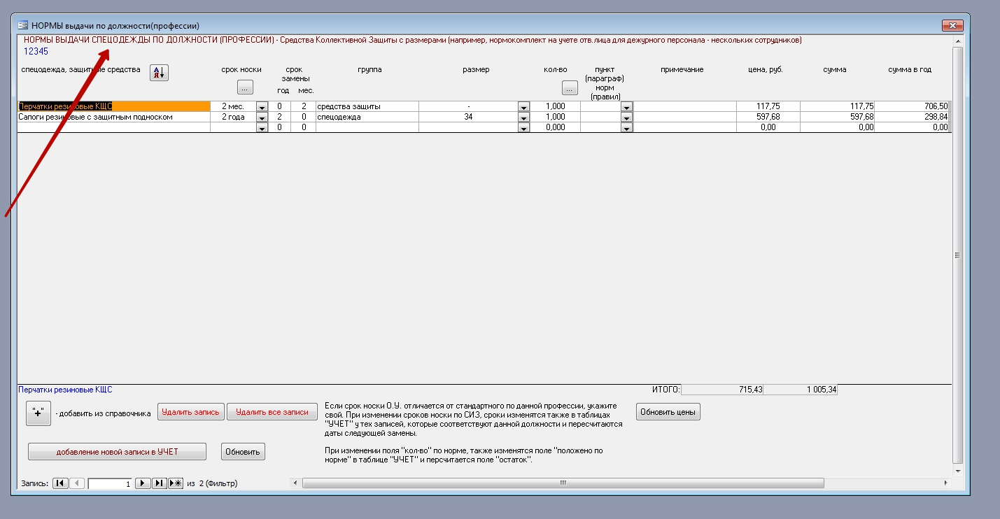 НОРМЫ выдачи по должности(профессии)
НОРМЫ ВЫДАЧИ СПЕЦОДЕЖДЫ ПО ДОЛЖНОСТИ (ПРОФЕССИИ) - Средства Коллективной Защиты с размерами (например, нормокомплект на учете отв.лица для дежурного персонала - нескольких сотрудников)
12345
спецодежда, защитные средства А Я срок носки срок замены группа размер кол-во пункт (параграф) норм (правил) примечание цена, руб. сумма сумма в год
... год мес. ...
Перчатки резиновые КЩС 2 мес. 0 2 средства защиты - 1,000 117,75 117,75 706,50
Сапоги резиновые с защитным подноском 2 года 2 0 спецодежда 34 1,000 597,68 597,68 298,84
0 0 0,000 0,00 0,00 0,00
Перчатки резиновые КЩС ИТОГО: 715,43 1 005,34
"+" - добавить из справочника Удалить запись Удалить все записи
Если срок носки О.У. отличается от стандартного по данной профессии, укажите
свой. При изменении сроков носки по СИЗ, сроки изменятся также в таблицах
"УЧЕТ" у тех записей, которые соответствуют данной должности и пересчитаются
даты следующей замены.
Обновить цены
добавление новой записи в УЧЕТ Обновить
При изменении поля "кол-во" по норме, также изменятся поле "положено по
норме" в таблице "УЧЕТ" и персчитается поле "остаток".
Запись: 1 из 2 (Фильтр)